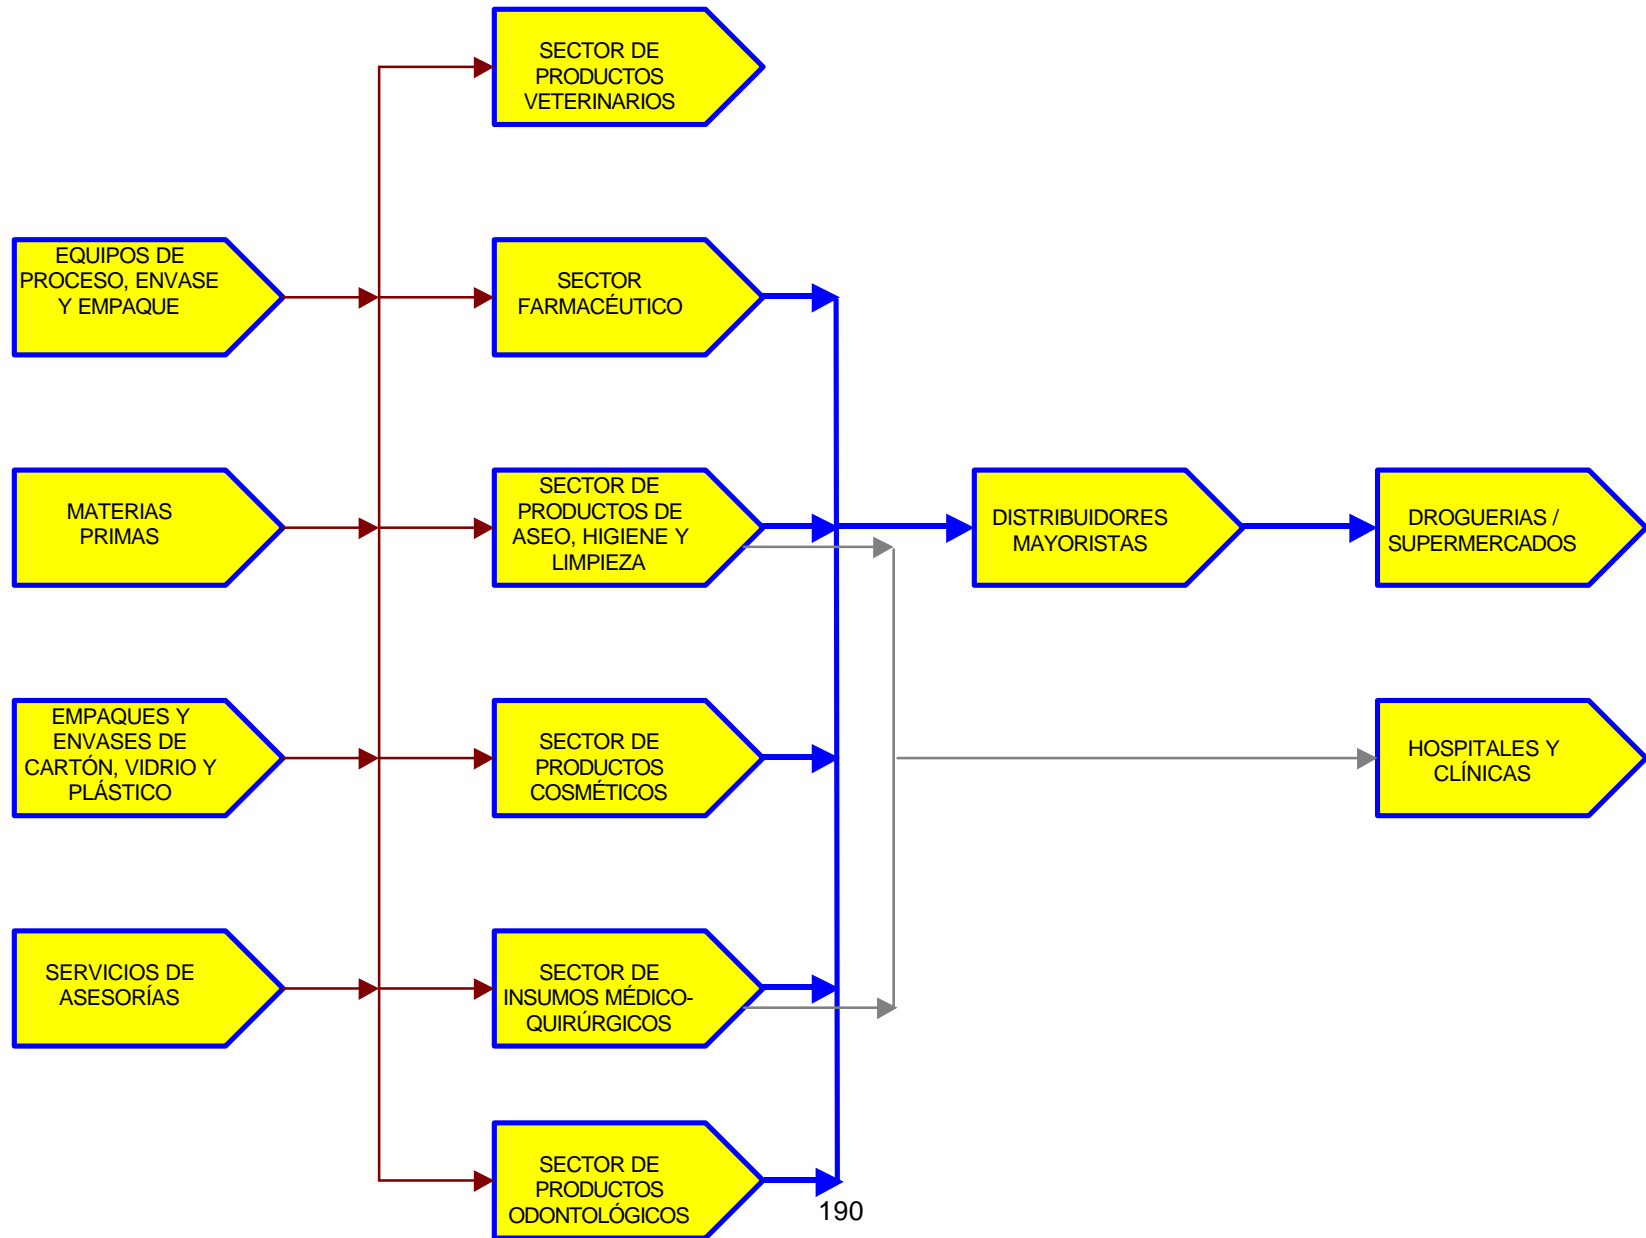 SECTOR DE
PRODUCTOS
VETERINARIOS
EQUIPOS DE
PROCESO, ENVASE
Y EMPAQUE
SECTOR
FARMACÉUTICO
MATERIAS
PRIMAS
SECTOR DE
PRODUCTOS DE
ASEO, HIGIENE Y
LIMPIEZA
DISTRIBUIDORES
MAYORISTAS
DROGUERIAS /
SUPERMERCADOS
EMPAQUES Y
ENVASES DE
CARTÓN, VIDRIO Y
PLÁSTICO
SECTOR DE
PRODUCTOS
COSMÉTICOS
HOSPITALES Y
CLÍNICAS
SERVICIOS DE
ASESORÍAS
SECTOR DE
INSUMOS MÉDICO-
QUIRÚRGICOS
SECTOR DE
PRODUCTOS
ODONTOLÓGICOS
190